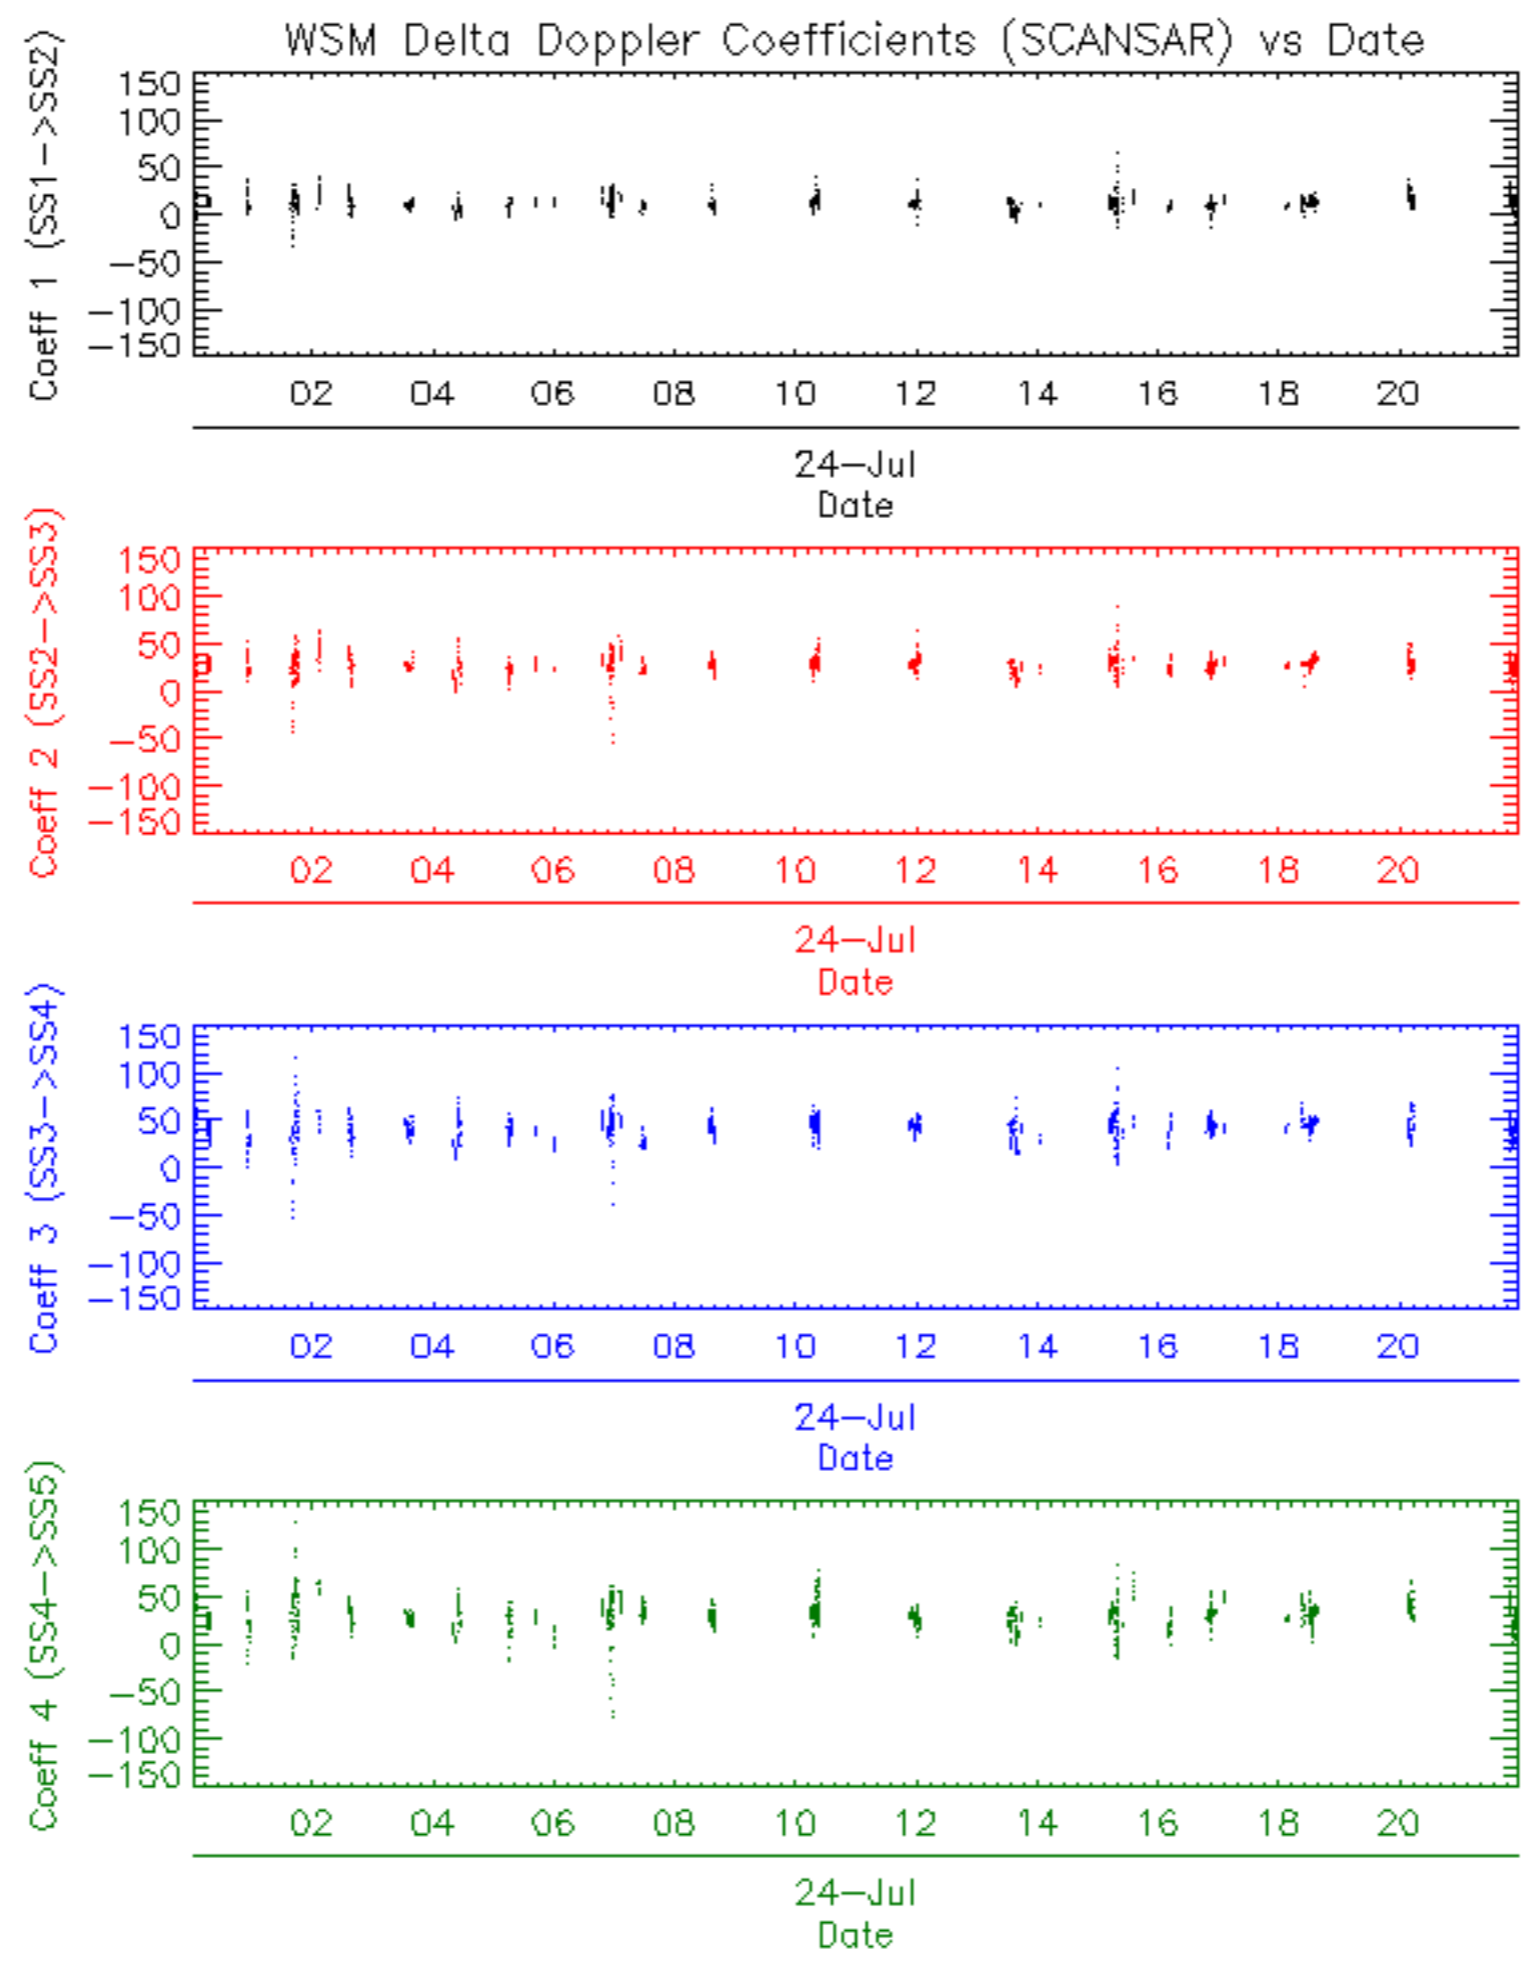 WSM Delta Doppler Coefficients (SCANSAR) vs Date
Coeff 1 (SS1->SS2)
150
100
50
0
-50
-100
-150
02 04 06 08 10 12 14 16 18 20
24-Jul
Date
Coeff 2 (SS2->SS3)
150
100
50
0
-50
-100
-150
02 04 06 08 10 12 14 16 18 20
24-Jul
Date
Coeff 3 (SS3->SS4)
150
100
50
0
-50
-100
-150
02 04 06 08 10 12 14 16 18 20
24-Jul
Date
Coeff 4 (SS4->SS5)
150
100
50
0
-50
-100
-150
02 04 06 08 10 12 14 16 18 20
24-Jul
Date